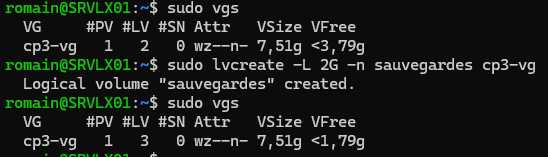 romain@SRVLX01:~$ sudo vgs
  VG     #PV #LV #SN Attr   VSize VFree
  cp3-vg   1   2   0 wz--n- 7,51g <3,79g
romain@SRVLX01:~$ sudo lvcreate -L 2G -n sauvegardes cp3-vg
  Logical volume "sauvegardes" created.
romain@SRVLX01:~$ sudo vgs
  VG     #PV #LV #SN Attr   VSize VFree
  cp3-vg   1   3   0 wz--n- 7,51g <1,79g